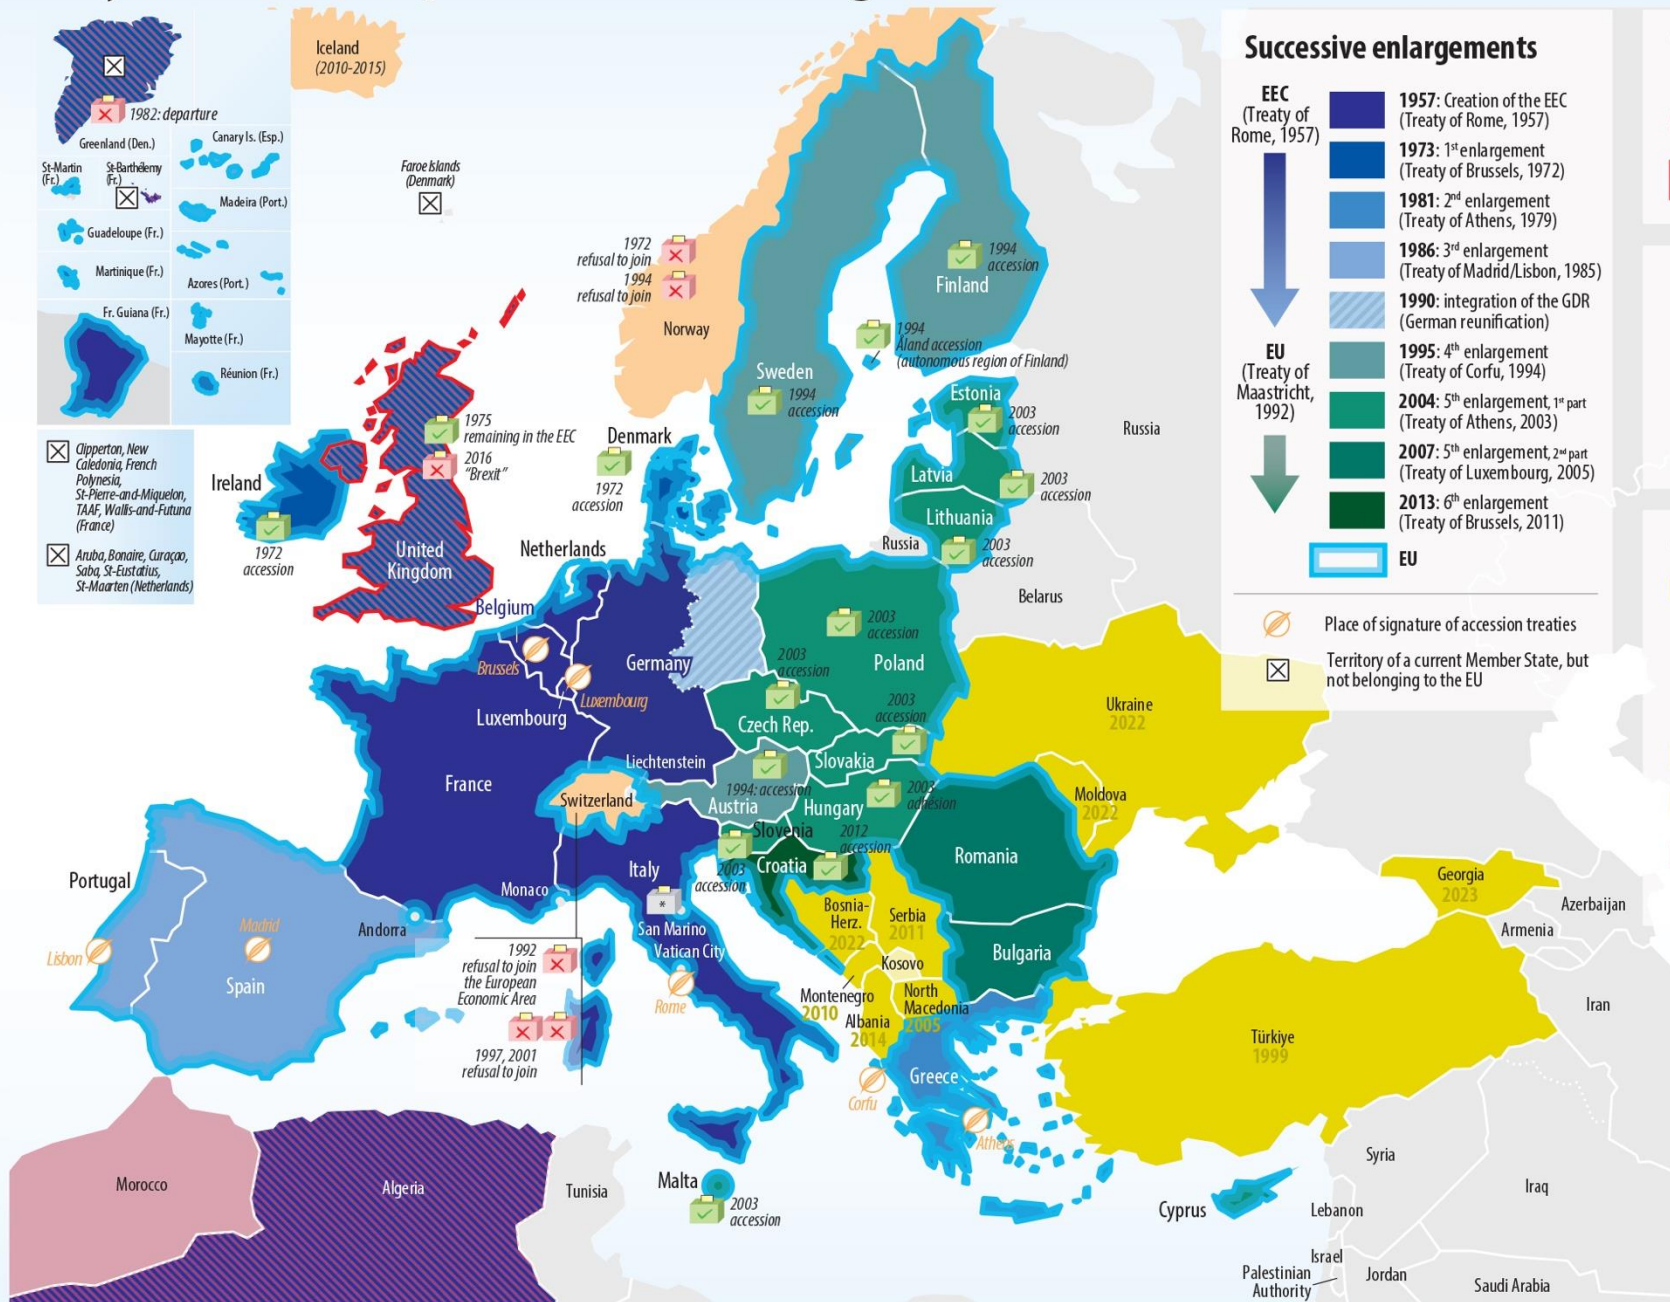 Iceland
(2010-2015)
1982: departure
Greenland (Den.)
Canary Is. (Esp.)
St-Martin
(Fr.)
St-Barthélemy
(Fr.)
Madeira (Port.)
Guadeloupe (Fr.)
Martinique (Fr.)
Azores (Port.)
Fr. Guiana (Fr.)
Mayotte (Fr.)
Réunion (Fr.)
Clipperton, New
Caledonia, French
Polynesia,
St-Pierre-and-Miquelon,
TAAF, Wallis-and-Futuna
(France)
Aruba, Bonaire, Curaçao,
Saba, St-Eustatius,
St-Maarten (Netherlands)
Faroe Islands
(Denmark)
1972
refusal to join
1994
refusal to join
Norway
1994
accession
Finland
1994
Åland accession
(autonomous region of Finland)
Sweden
1994
accession
Estonia
2003
accession
Latvia
2003
accession
Lithuania
2003
accession
Russia
Russia
Belarus
1975
remaining in the EEC
2016
"Brexit"
Ireland
1972
accession
United
Kingdom
Denmark
1972
accession
Netherlands
Belgium
Brussels
Luxembourg
Luxembourg
Germany
2003
accession
Poland
2003
accession
Czech Rep.
2003
accession
Slovakia
Liechtenstein
1994: accession
Austria
Hungary
2003
adhesion
Switzerland
France
Slovenia
2003
accession
2012
accession
Croatia
Italy
*
Monaco
San Marino
Vatican City
Rome
Portugal
Lisbon
Madrid
Spain
Andorra
1992
refusal to join
the European
Economic Area
1997, 2001
refusal to join
Bosnia-
Herz.
2022
Serbia
2011
Kosovo
Montenegro
2010
North
Macedonia
2005
Albania
2014
Romania
Bulgaria
Greece
Corfu
Athens
Ukraine
2022
Moldova
2022
Georgia
2023
Azerbaijan
Armenia
Iran
Türkiye
1999
Morocco
Algeria
Tunisia
Malta
2003
accession
Cyprus
Syria
Lebanon
Iraq
Israel
Palestinian
Authority
Jordan
Saudi Arabia
Successive enlargements
EEC
(Treaty of
Rome, 1957)
EU
(Treaty of
Maastricht,
1992)
1957: Creation of the EEC
(Treaty of Rome, 1957)
1973: 1st enlargement
(Treaty of Brussels, 1972)
1981: 2nd enlargement
(Treaty of Athens, 1979)
1986: 3rd enlargement
(Treaty of Madrid/Lisbon, 1985)
1990: integration of the GDR
(German reunification)
1995: 4th enlargement
(Treaty of Corfu, 1994)
2004: 5th enlargement, 1st part
(Treaty of Athens, 2003)
2007: 5th enlargement, 2nd part
(Treaty of Luxembourg, 2005)
2013: 6th enlargement
(Treaty of Brussels, 2011)
EU
Place of signature of accession treaties
Territory of a current Member State, but
not belonging to the EU